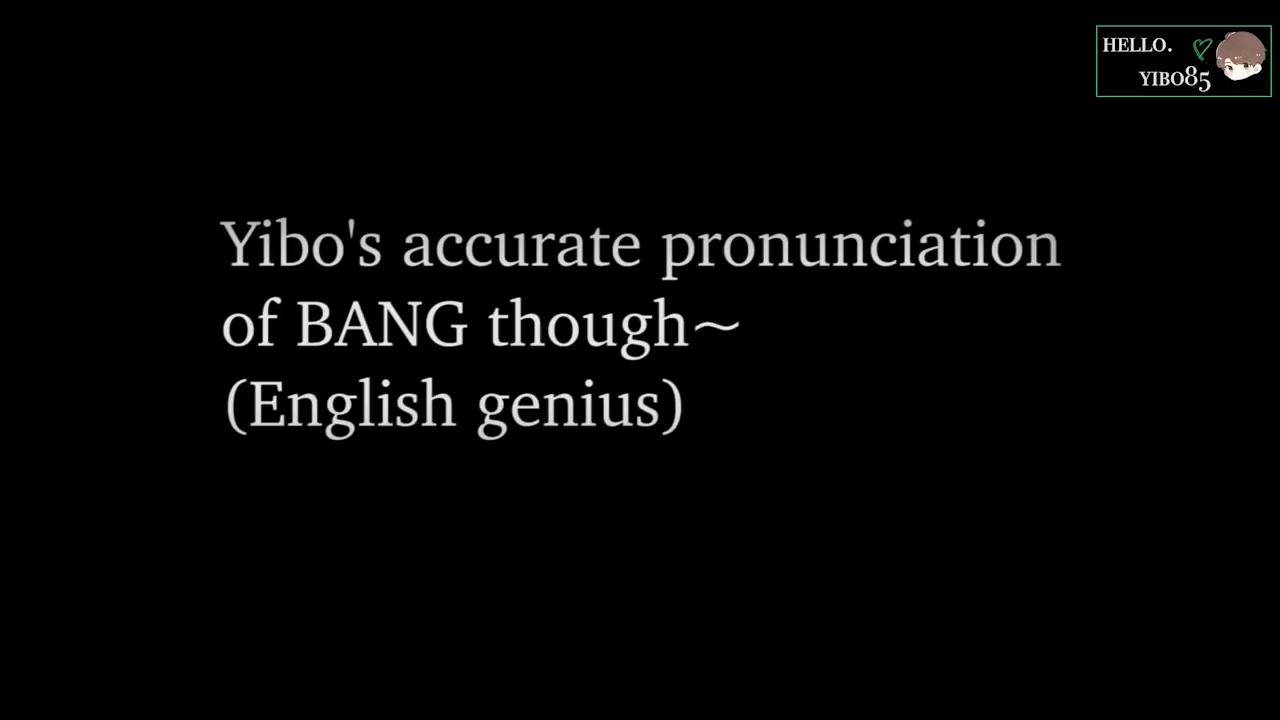 HELLO.
YIBO85
Yibo's accurate pronunciation
of BANG though~
(English genius)